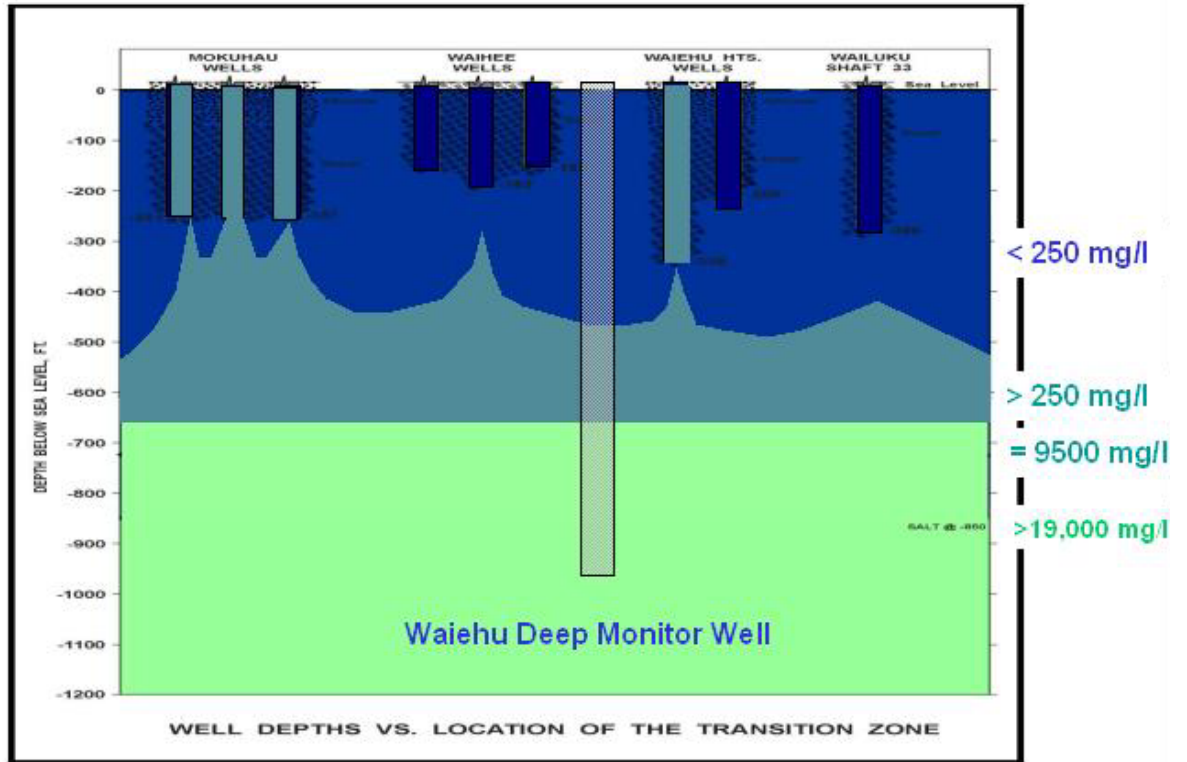 MOKUHAU
WELLS
WAIHEE
WELLS
WAIEHU HTS.
WELLS
WAILUKU
SHAFT 33
Sea Level
0
-100
-200
-300
-400
-500
-600
-700
-800
-900
-1000
-1100
-1200
DEPTH BELOW SEA LEVEL, FT.
< 250 mg/l
> 250 mg/l
= 9500 mg/l
>19,000 mg/l
SALT @ -850
Waiehu Deep Monitor Well
WELL DEPTHS VS. LOCATION OF THE TRANSITION ZONE